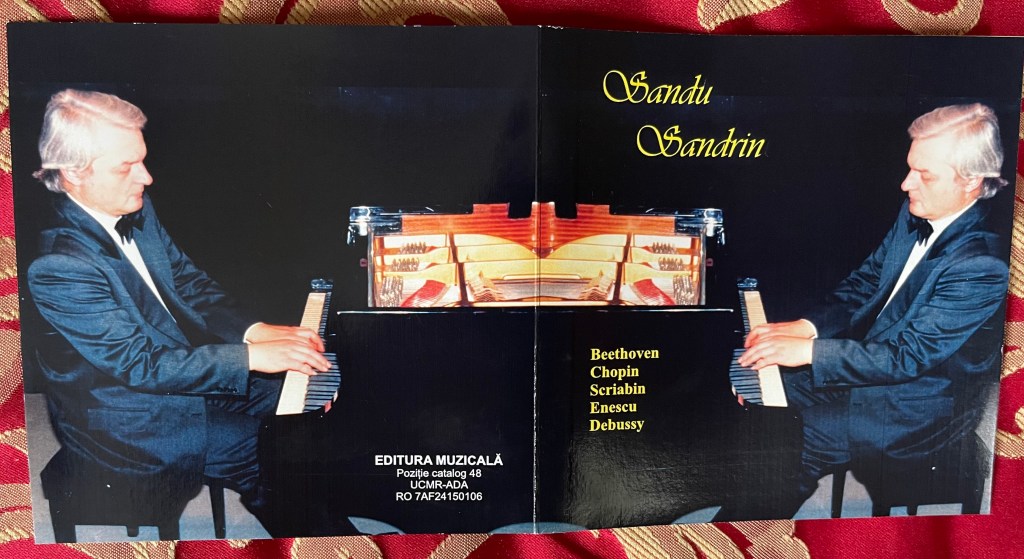 Sandu
Sandrin
Beethoven
Chopin
Scriabin
Enescu
Debussy
EDITURA MUZICALĂ
Poziție catalog 48
UCMR-ADA
RO 7AF24150106